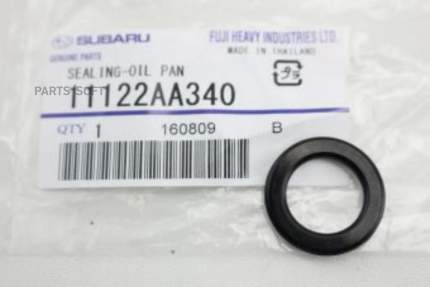 SUBARU FUJI HEAVY INDUSTRIES LTD.
GENUINE PARTS MADE IN THAILAND
SEALING-OIL PAN
PARTSSOFT
11122AA340
QTY 1 160809 B